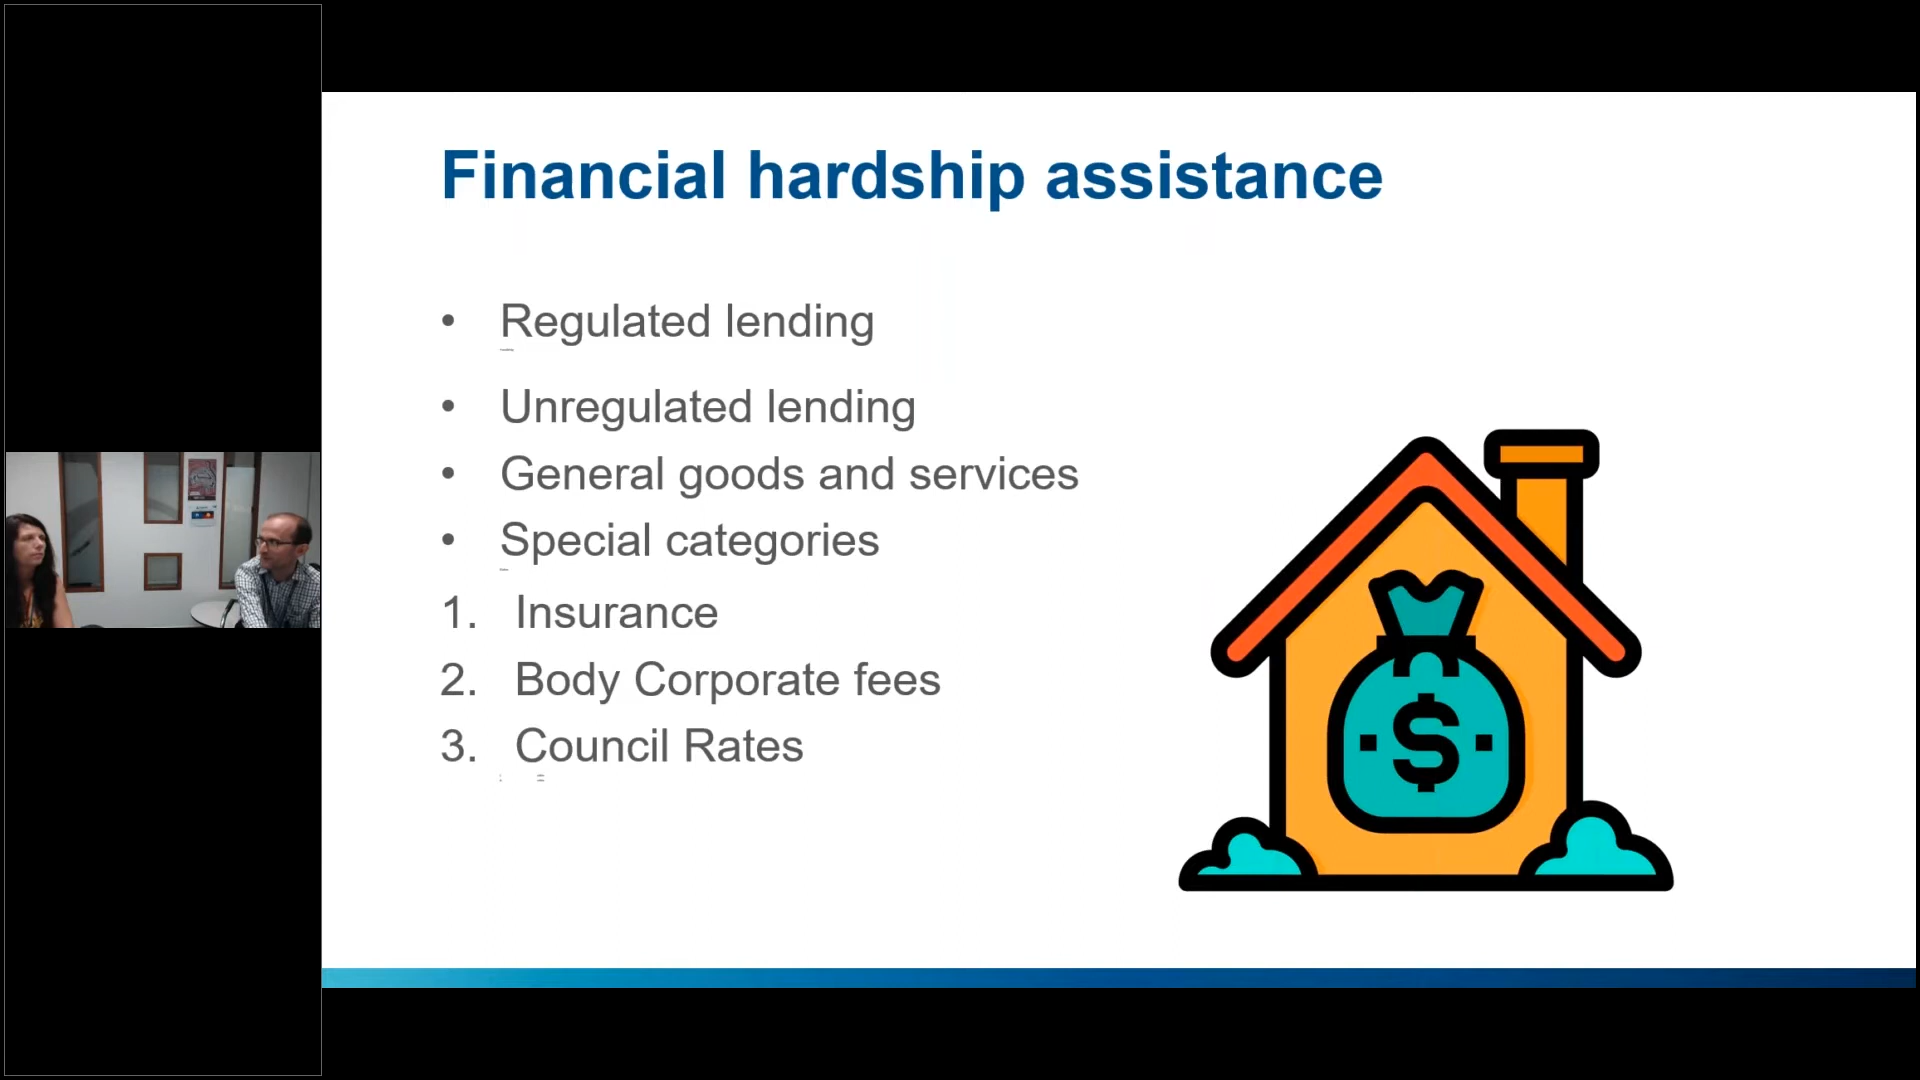 Financial hardship assistance
• Regulated lending
• Unregulated lending
• General goods and services
• Special categories
1. Insurance
2. Body Corporate fees
3. Council Rates
$